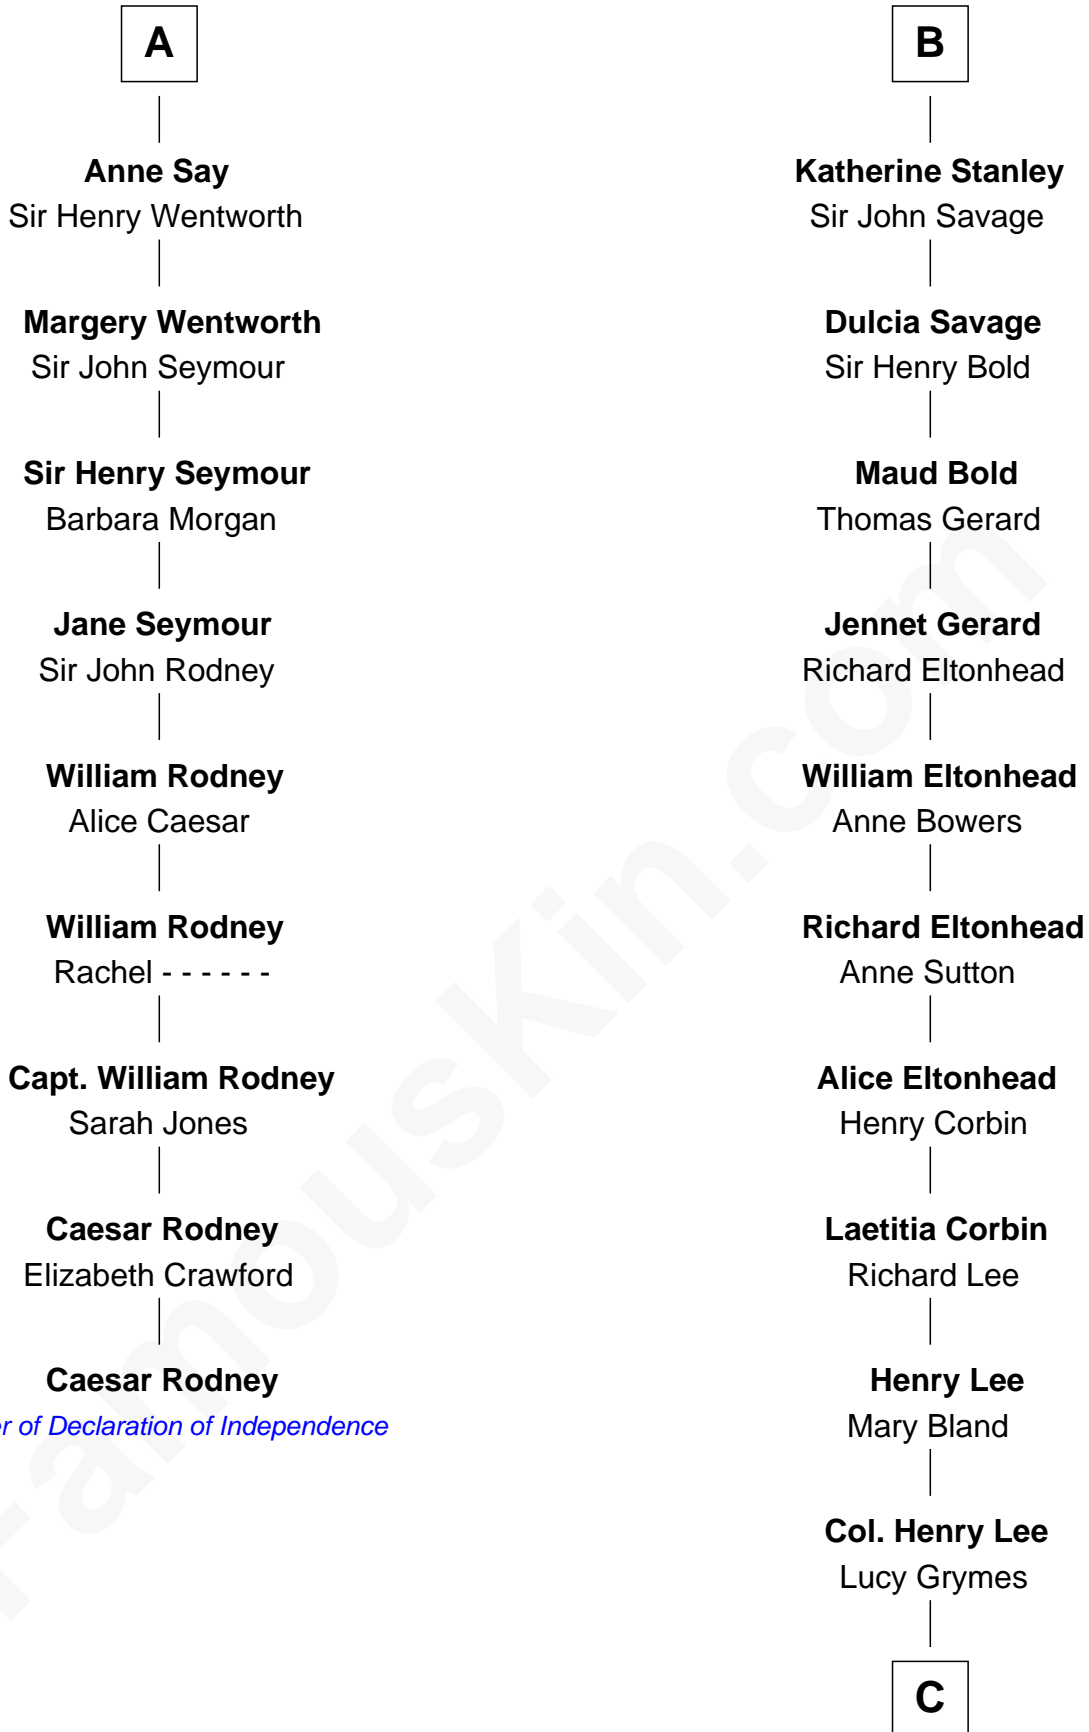 A
Anne Say
Sir Henry Wentworth
Margery Wentworth
Sir John Seymour
Sir Henry Seymour
Barbara Morgan
Jane Seymour
Sir John Rodney
William Rodney
Alice Caesar
William Rodney
Rachel - - - - - -
Capt. William Rodney
Sarah Jones
Caesar Rodney
Elizabeth Crawford
Caesar Rodney
of Declaration of Independence
B
Katherine Stanley
Sir John Savage
Dulcia Savage
Sir Henry Bold
Maud Bold
Thomas Gerard
Jennet Gerard
Richard Eltonhead
William Eltonhead
Anne Bowers
Richard Eltonhead
Anne Sutton
Alice Eltonhead
Henry Corbin
Laetitia Corbin
Richard Lee
Henry Lee
Mary Bland
Col. Henry Lee
Lucy Grymes
C
FamousKin.com